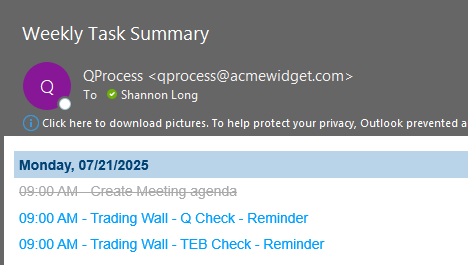 Weekly Task Summary
Q
QProcess <qprocess@acmewidget.com>
To Shannon Long
Click here to download pictures. To help protect your privacy, Outlook prevented a
Monday, 07/21/2025
09:00 AM - Create Meeting agenda
09:00 AM - Trading Wall - Q Check - Reminder
09:00 AM - Trading Wall - TEB Check - Reminder